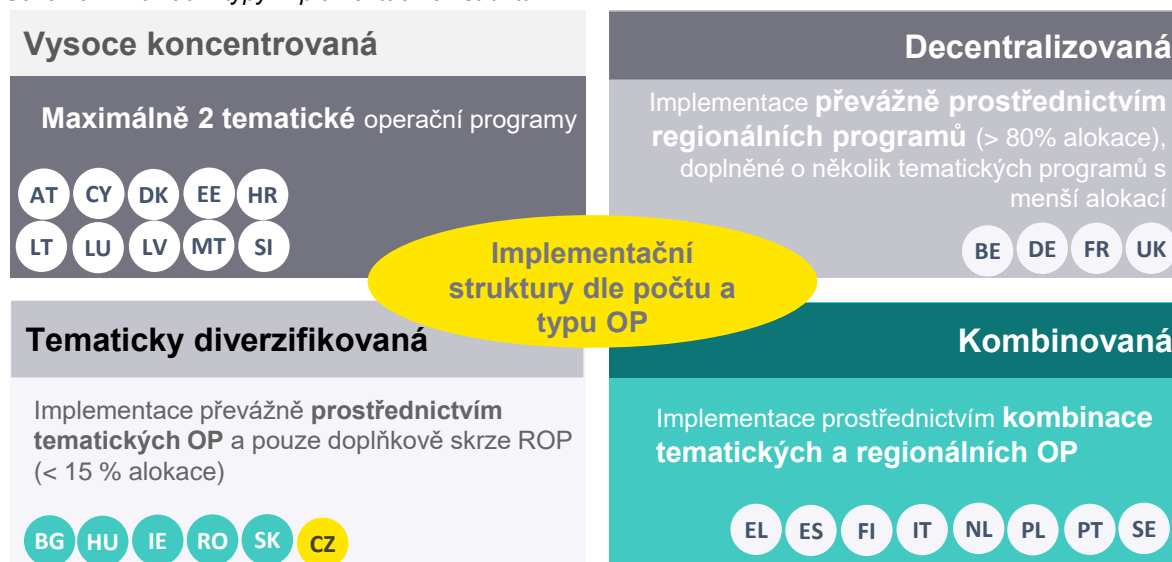 Vysoce koncentrovaná
Maximálně 2 tematické operační programy
AT CY DK EE HR
LT LU LV MT SI
Decentralizovaná
Implementace převážně prostřednictvím
regionálních programů (> 80% alokace),
doplněné o několik tematických programů s
menší alokací
BE DE FR UK
Implementační
struktury dle počtu a
typu OP
Tematicky diverzifikovaná
Implementace převážně prostřednictvím
tematických OP a pouze doplňkově skrze ROP
(< 15 % alokace)
BG HU IE RO SK CZ
Kombinovaná
Implementace prostřednictvím kombinace
tematických a regionálních OP
EL ES FI IT NL PL PT SE